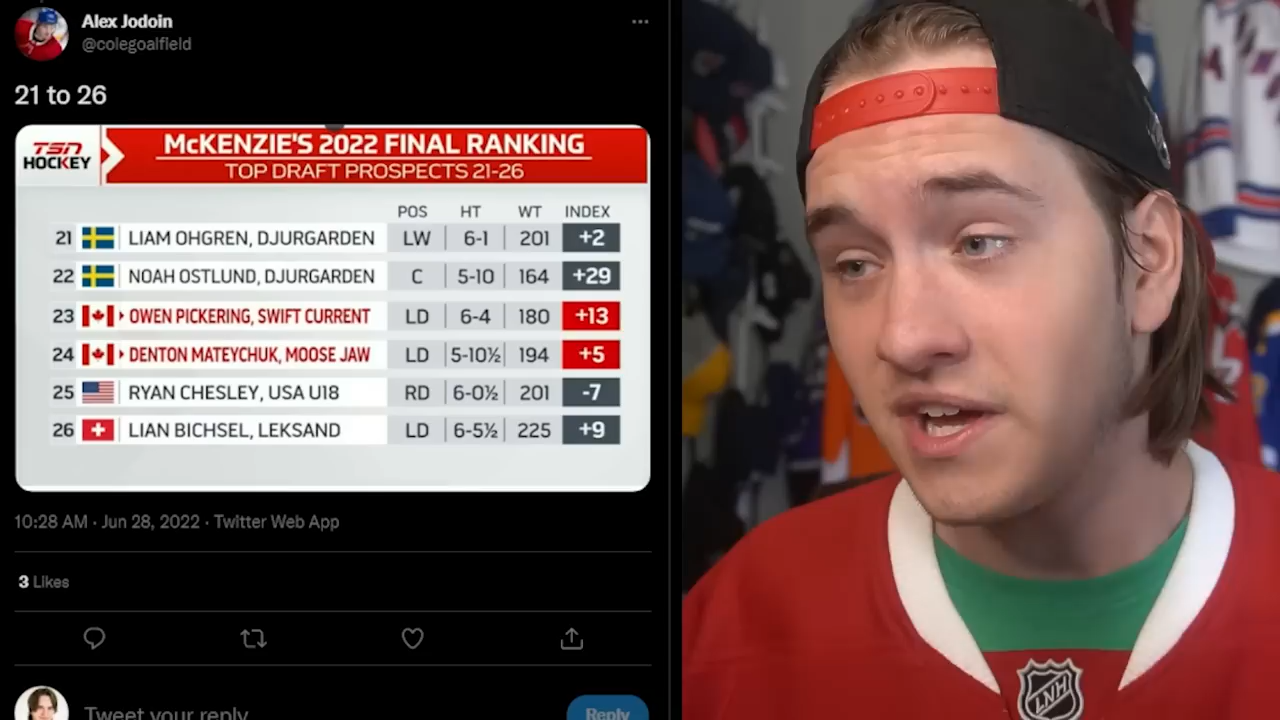 Alex Jodoin
@colegoalfield
21 to 26
TSN HOCKEY
McKENZIE'S 2022 FINAL RANKING
TOP DRAFT PROSPECTS 21-26
POS HT WT INDEX
21 LIAM OHGREN, DJURGARDEN LW 6-1 201 +2
22 NOAH OSTLUND, DJURGARDEN C 5-10 164 +29
23 OWEN PICKERING, SWIFT CURRENT LD 6-4 180 +13
24 DENTON MATEYCHUK, MOOSE JAW LD 5-10½ 194 +5
25 RYAN CHESLEY, USA U18 RD 6-0½ 201 -7
26 LIAN BICHSEL, LEKSAND LD 6-5½ 225 +9
10:28 AM · Jun 28, 2022 · Twitter Web App
3 Likes
Tweet your reply
Reply
LNH